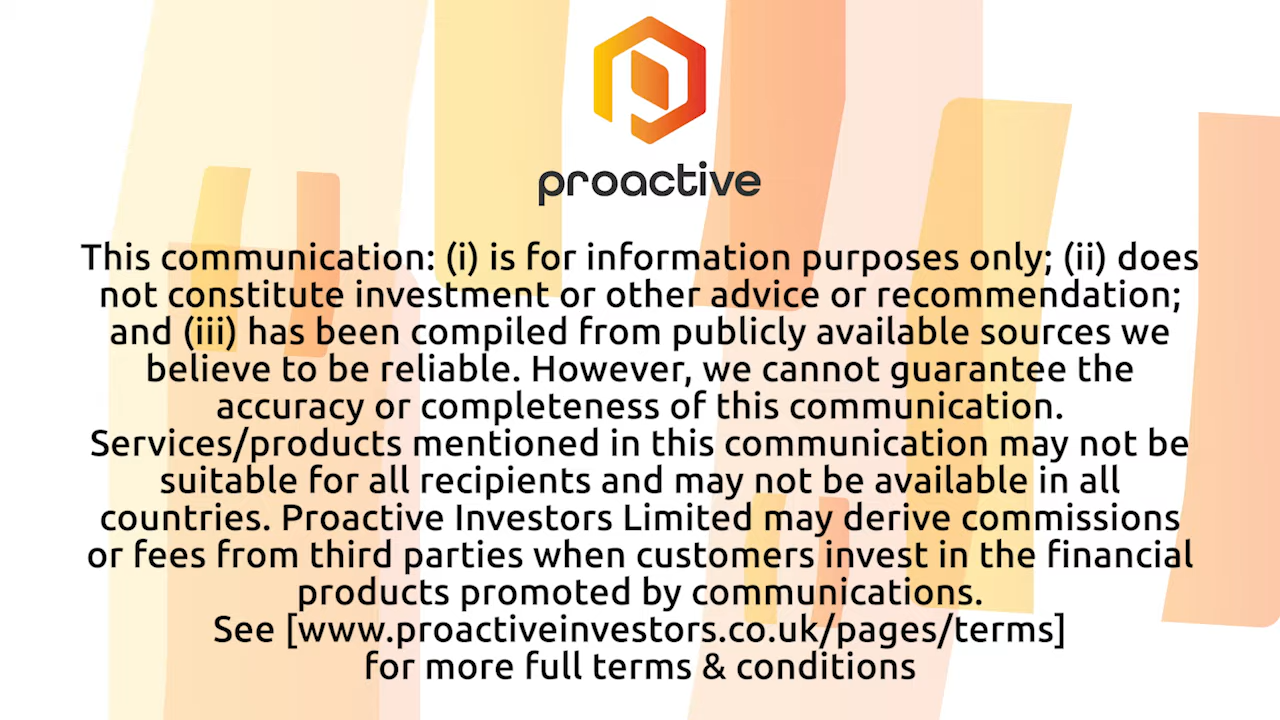 proactive
This communication: (i) is for information purposes only; (ii) does
not constitute investment or other advice or recommendation;
and (iii) has been compiled from publicly available sources we
believe to be reliable. However, we cannot guarantee the
accuracy or completeness of this communication.
Services/products mentioned in this communication may not be
suitable for all recipients and may not be available in all
countries. Proactive Investors Limited may derive commissions
or fees from third parties when customers invest in the financial
products promoted by communications.
See [www.proactiveinvestors.co.uk/pages/terms]
for more full terms & conditions